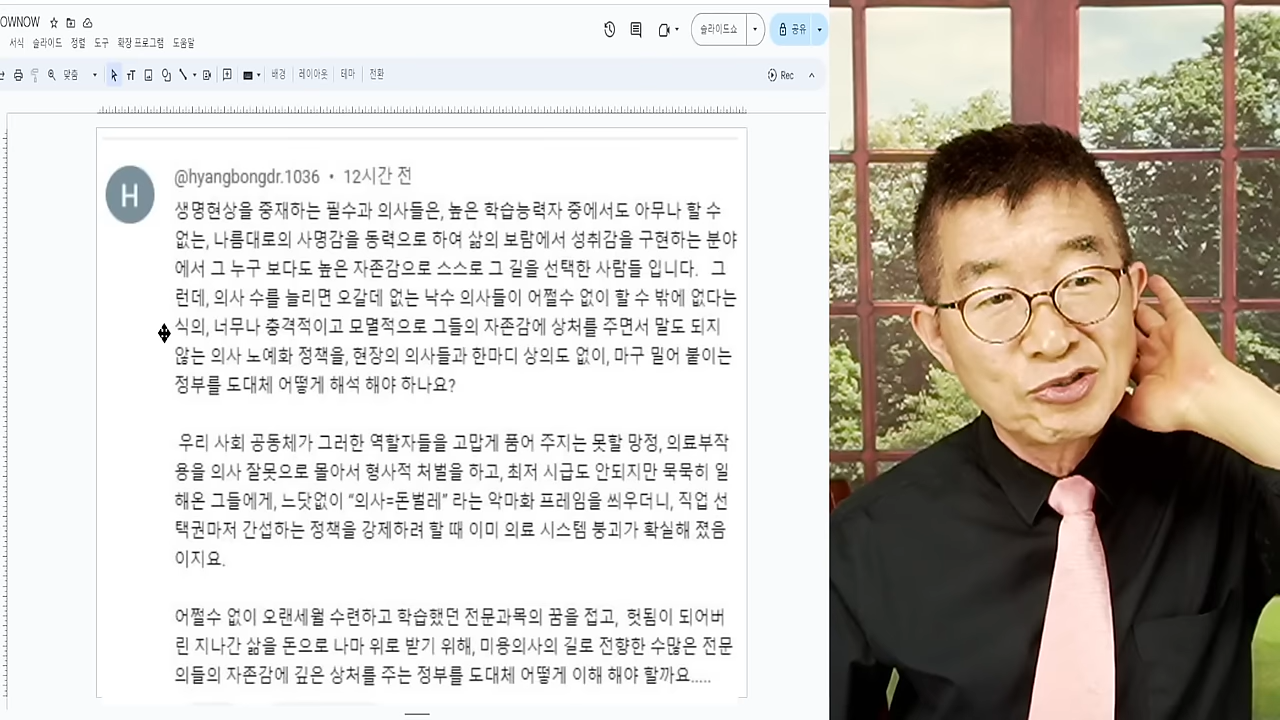 OWNOW
서식 슬라이드 정렬 도구 확장 프로그램 도움말
슬라이드쇼
공유
맞춤
배경 레이아웃 테마 전환
Rec
H
@hyangbongdr.1036 • 12시간 전
생명현상을 중재하는 필수과 의사들은, 높은 학습능력자 중에서도 아무나 할 수
없는, 나름대로의 사명감을 동력으로 하여 삶의 보람에서 성취감을 구현하는 분야
에서 그 누구 보다도 높은 자존감으로 스스로 그 길을 선택한 사람들 입니다. 그
런데, 의사 수를 늘리면 오갈데 없는 낙수 의사들이 어쩔수 없이 할 수 밖에 없다는
식의, 너무나 충격적이고 모멸적으로 그들의 자존감에 상처를 주면서 말도 되지
않는 의사 노예화 정책을, 현장의 의사들과 한마디 상의도 없이, 마구 밀어 붙이는
정부를 도대체 어떻게 해석 해야 하나요?
우리 사회 공동체가 그러한 역할자들을 고맙게 품어 주지는 못할 망정, 의료부작
용을 의사 잘못으로 몰아서 형사적 처벌을 하고, 최저 시급도 안되지만 묵묵히 일
해온 그들에게, 느닷없이 “의사=돈벌레” 라는 악마화 프레임을 씌우더니, 직업 선
택권마저 간섭하는 정책을 강제하려 할 때 이미 의료 시스템 붕괴가 확실해 졌음
이지요.
어쩔수 없이 오랜세월 수련하고 학습했던 전문과목의 꿈을 접고, 헛됨이 되어버
린 지나간 삶을 돈으로 나마 위로 받기 위해, 미용의사의 길로 전향한 수많은 전문
의들의 자존감에 깊은 상처를 주는 정부를 도대체 어떻게 이해 해야 할까요.....